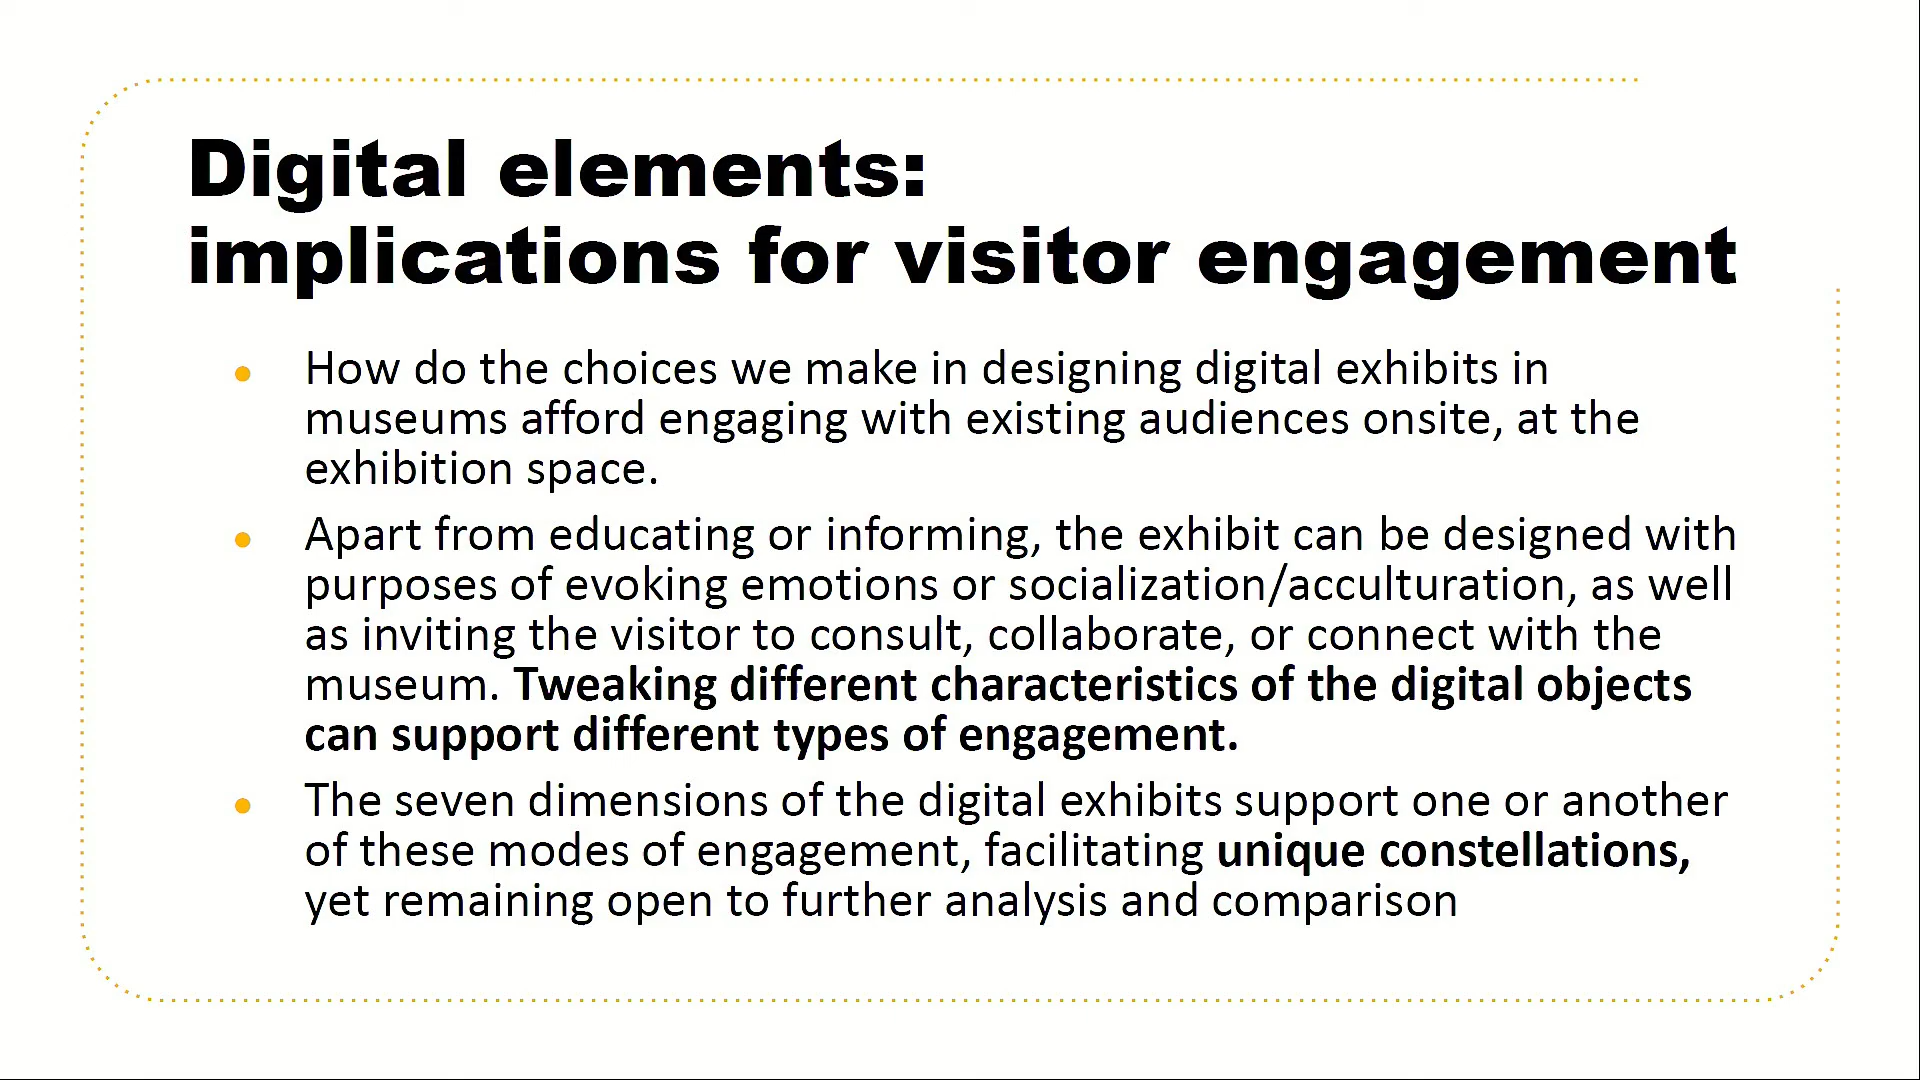 Digital elements:
implications for visitor engagement
How do the choices we make in designing digital exhibits in
museums afford engaging with existing audiences onsite, at the
exhibition space.
Apart from educating or informing, the exhibit can be designed with
purposes of evoking emotions or socialization/acculturation, as well
as inviting the visitor to consult, collaborate, or connect with the
museum. Tweaking different characteristics of the digital objects
can support different types of engagement.
The seven dimensions of the digital exhibits support one or another
of these modes of engagement, facilitating unique constellations,
yet remaining open to further analysis and comparison